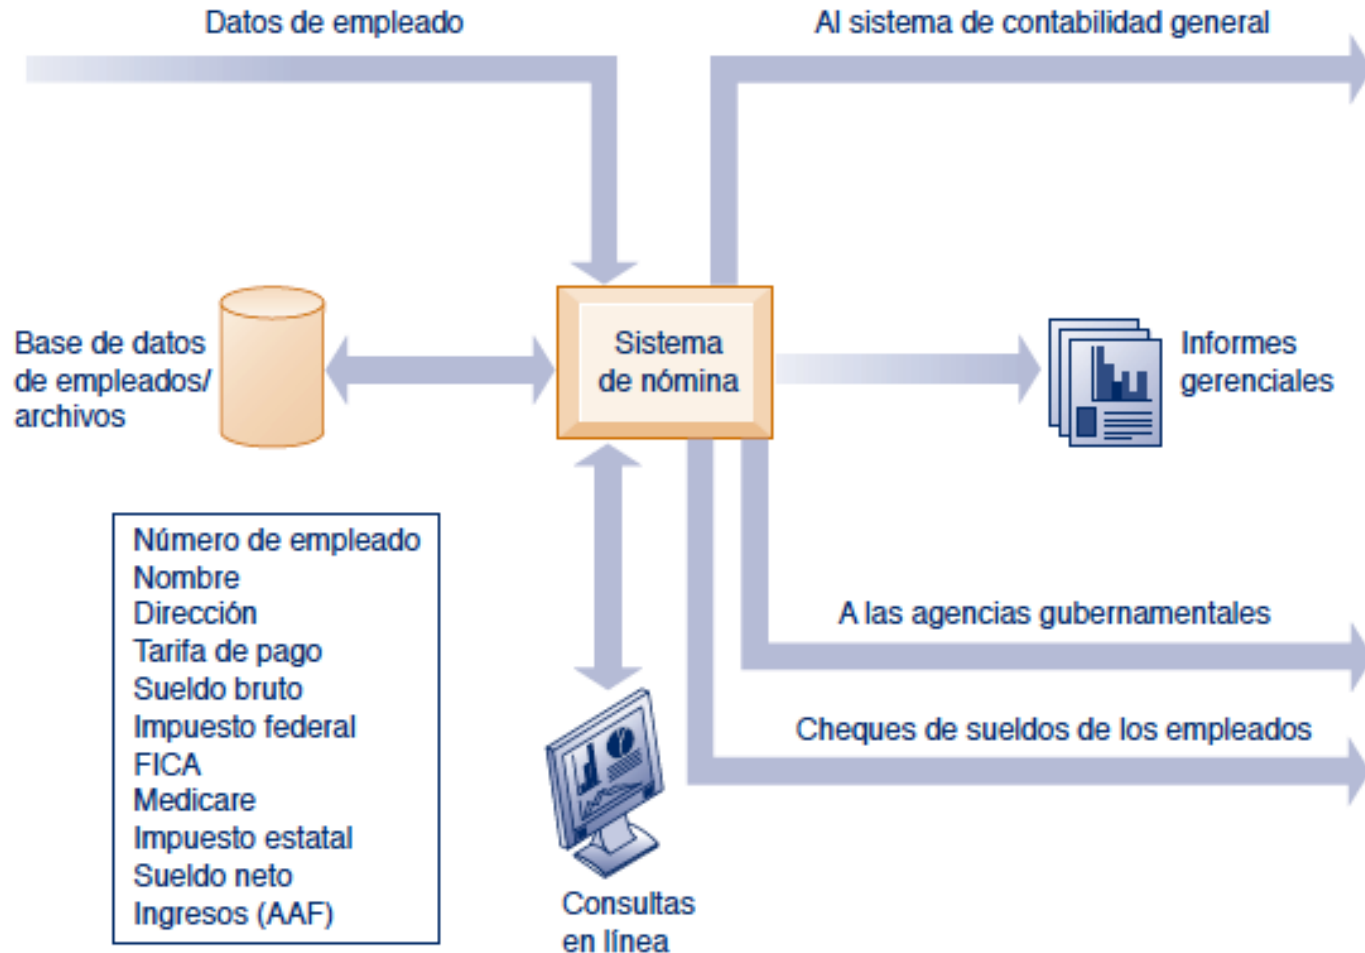 Datos de empleado
Al sistema de contabilidad general
Base de datos
de empleados/
archivos
Sistema
de nómina
Informes
gerenciales
Número de empleado
Nombre
Dirección
Tarifa de pago
Sueldo bruto
Impuesto federal
FICA
Medicare
Impuesto estatal
Sueldo neto
Ingresos (AAF)
A las agencias gubernamentales
Cheques de sueldos de los empleados
Consultas
en línea